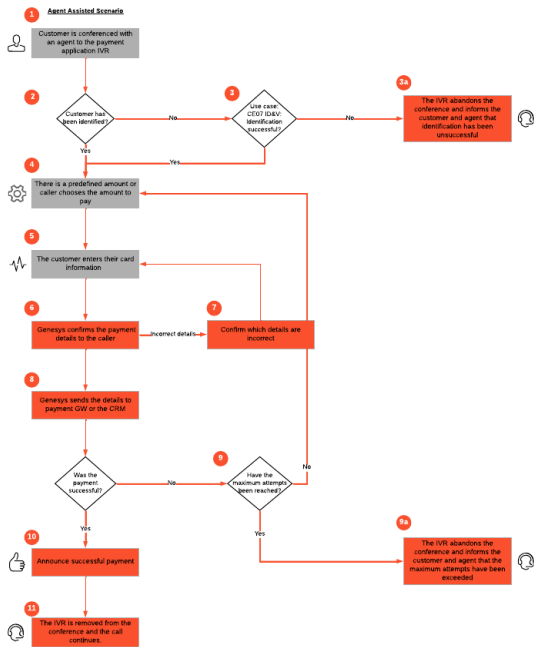 Agent Assisted Scenario
1
Customer is conferenced with
an agent to the payment
application IVR
2
Customer has
been identified?
No
3
Use case:
CE07 ID&V:
Identification
successful?
No
3a
The IVR abandons the
conference and informs the
customer and agent that
identification has been
unsuccessful
Yes
Yes
4
There is a predefined amount or
caller chooses the amount to
pay
5
The customer enters their card
information
6
Genesys confirms the payment
details to the caller
Incorrect details
7
Confirm which details are
incorrect
8
Genesys sends the details to
payment GW or the CRM
Was the
payment
successful?
No
9
Have the
maximum attempts
been reached?
No
Yes
Yes
9a
The IVR abandons the
conference and informs the
customer and agent that the
maximum attempts have been
exceeded
10
Announce successful payment
11
The IVR is removed from the
conference and the call
continues.